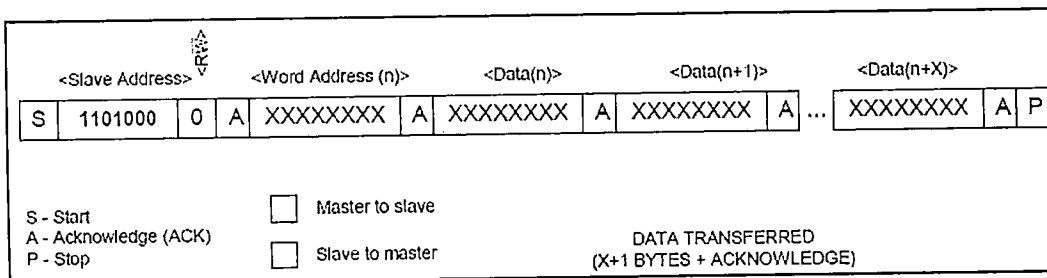 <RW>
<Slave Address> <Word Address (n)> <Data(n)> <Data(n+1)> <Data(n+X)>
S 1101000 0 A XXXXXXXX A XXXXXXXX A XXXXXXXX A ... XXXXXXXX A P
S - Start
A - Acknowledge (ACK)
P - Stop
Master to slave
Slave to master
DATA TRANSFERRED
(X+1 BYTES + ACKNOWLEDGE)